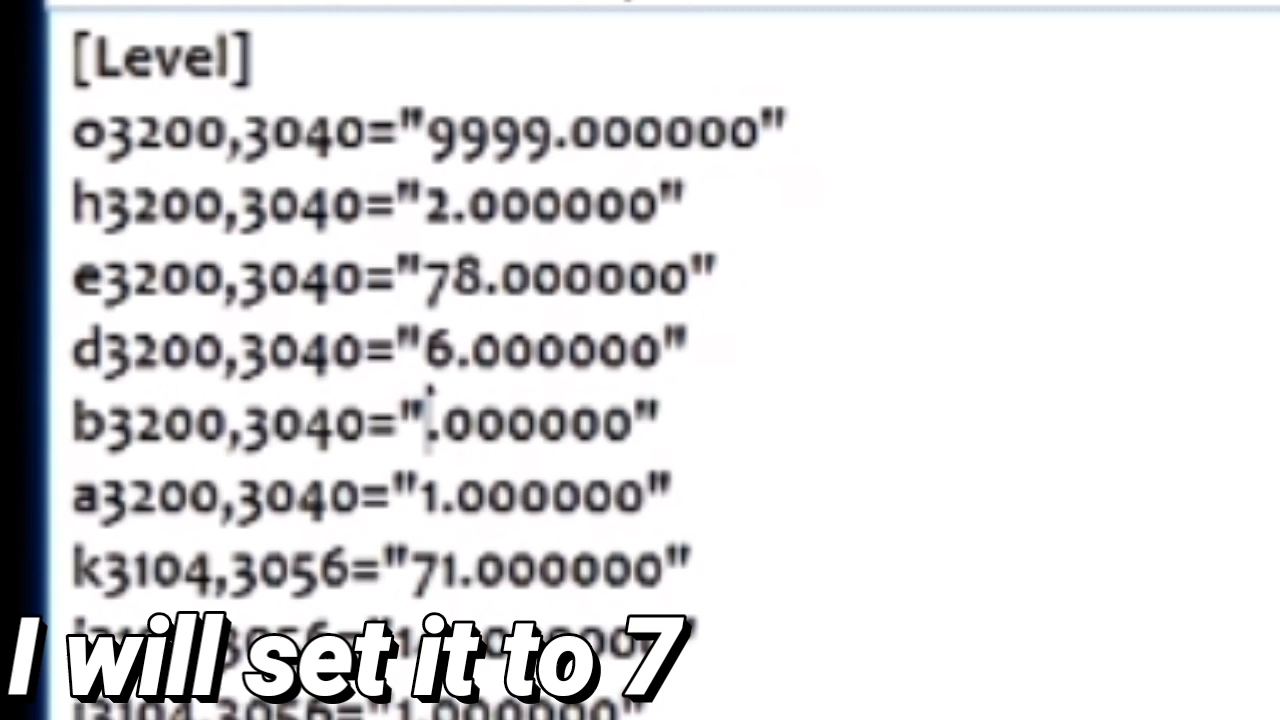 [Level]
o3200,3040="9999.000000"
h3200,3040="2.000000"
e3200,3040="78.000000"
d3200,3040="6.000000"
b3200,3040=".000000"
a3200,3040="1.000000"
k3104,3056="71.000000"
I will set it to 7